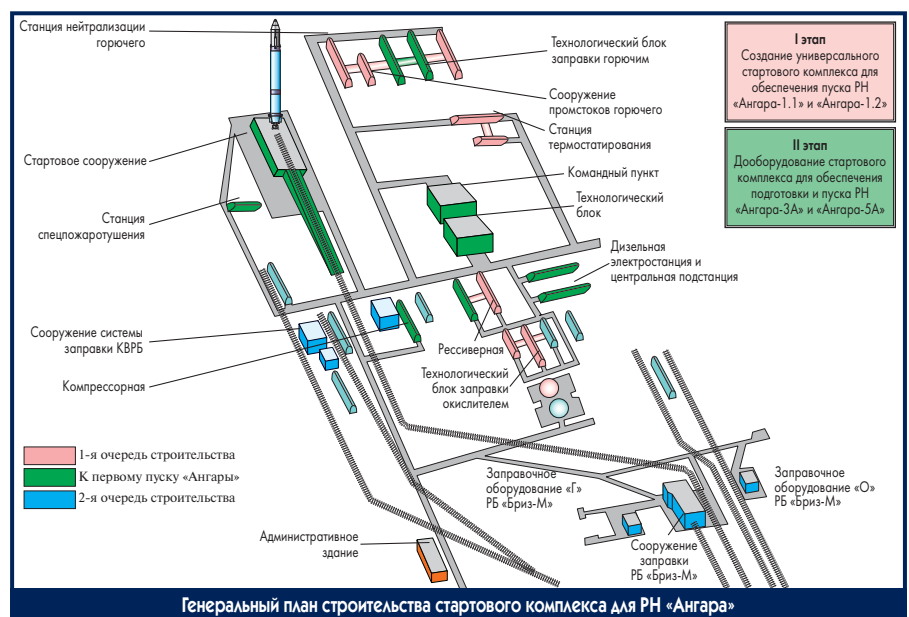 Станция нейтрализации
горючего
Технологический блок
заправки горючим
Сооружение
промстоков горючего
Станция
термостатирования
I этап
Создание универсального
стартового комплекса для
обеспечения пуска РН
«Ангара-1.1» и «Ангара-1.2»
II этап
Дооборудование стартового
комплекса для обеспечения
подготовки и пуска РН
«Ангара-3А» и «Ангара-5А»
Стартовое сооружение
Командный пункт
Технологический
блок
Станция
спецпожаротушения
Дизельная
электростанция и
центральная подстанция
Сооружение системы
заправки КВРБ
Компрессорная
Рессиверная
Технологический
блок заправки
окислителем
1-я очередь строительства
К первому пуску «Ангары»
2-я очередь строительства
Заправочное
оборудование «Г»
РБ «Бриз-М»
Заправочное
оборудование «О»
РБ «Бриз-М»
Административное
здание
Сооружение
заправки
РБ «Бриз-М»
Генеральный план строительства стартового комплекса для РН «Ангара»